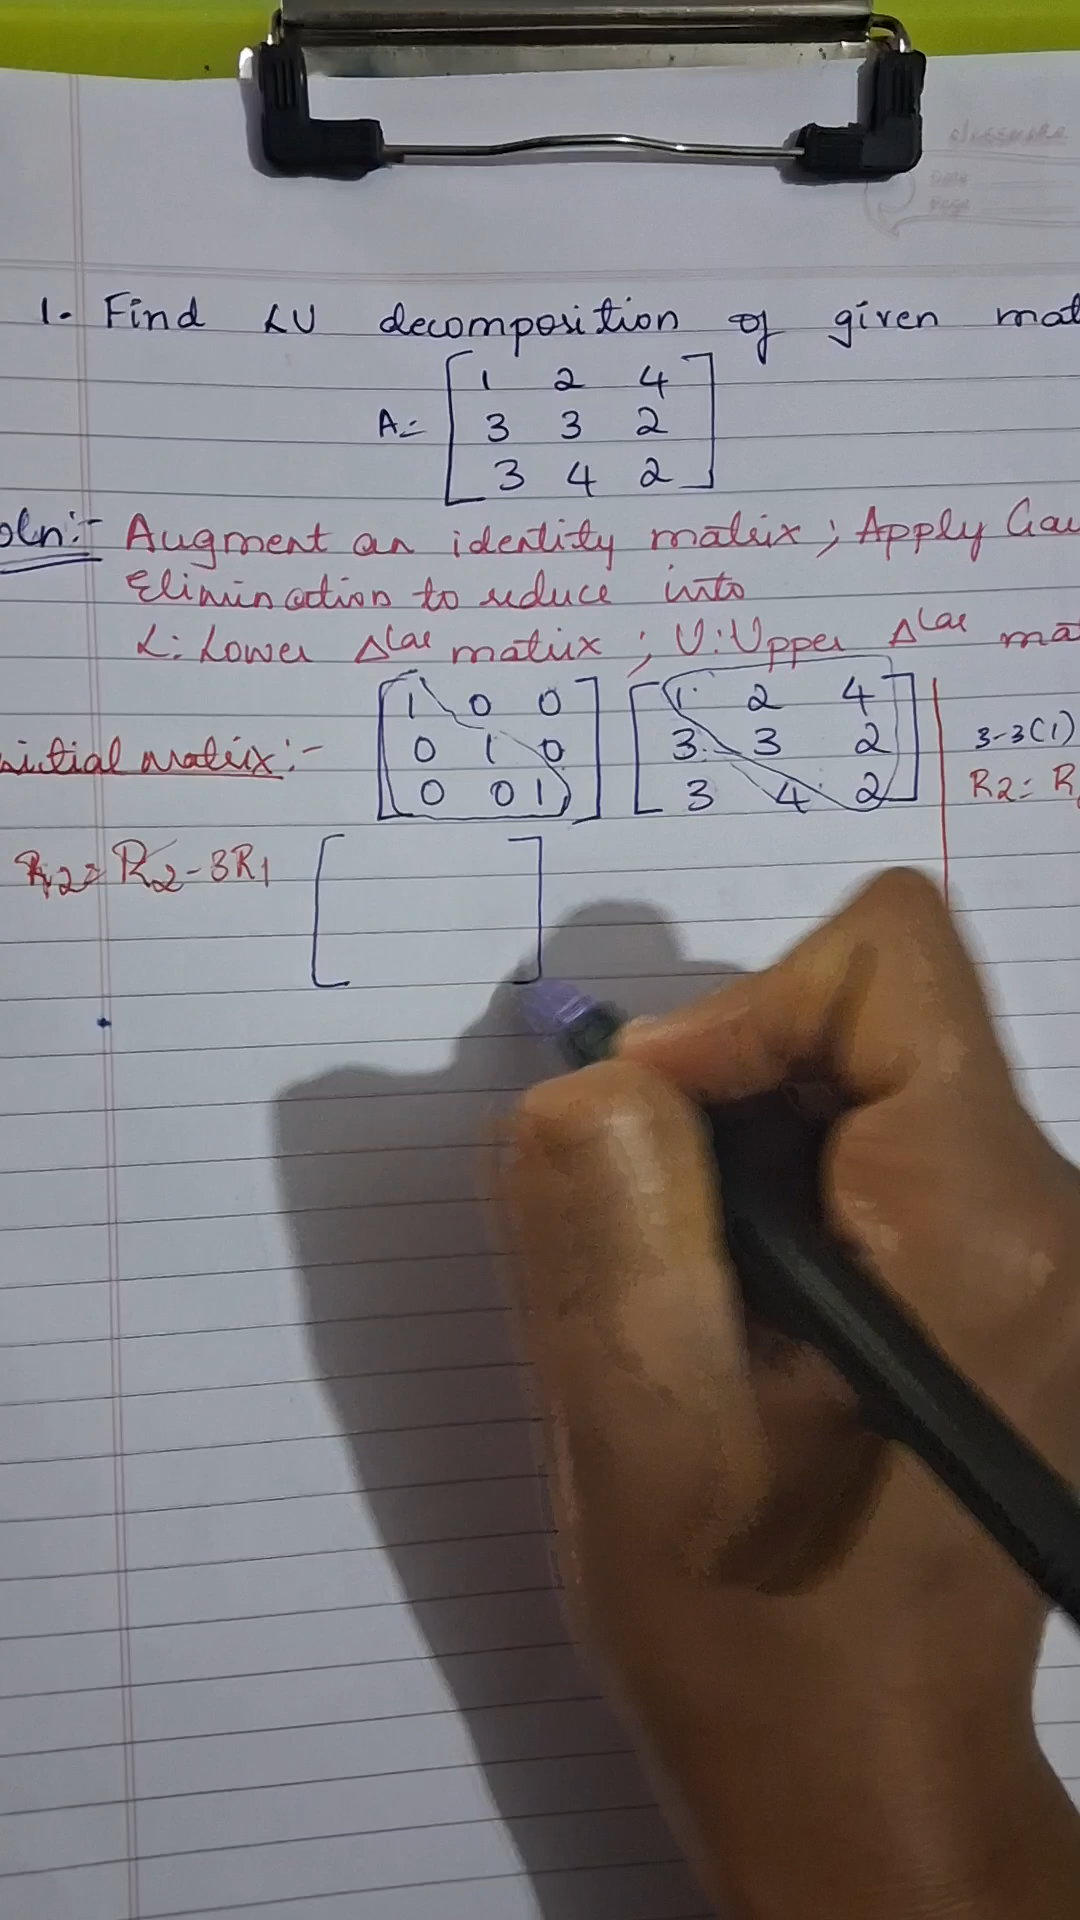 1. Find LU decomposition of given mat
A = [ 1 2 4
3 3 2
3 4 2 ]
oln:- Augment an identity matrix ; Apply Gau
Elimination to reduce into
L: Lower Δlar matrix ; U: Upper Δlar ma
nitial matrix:- [ 1 0 0 ] [ 1 2 4 ]
0 1 0 3 3 2 3-3(1)
0 0 1 3 4 2 R2 = R
R2 = R2 - 3R1 [ ]